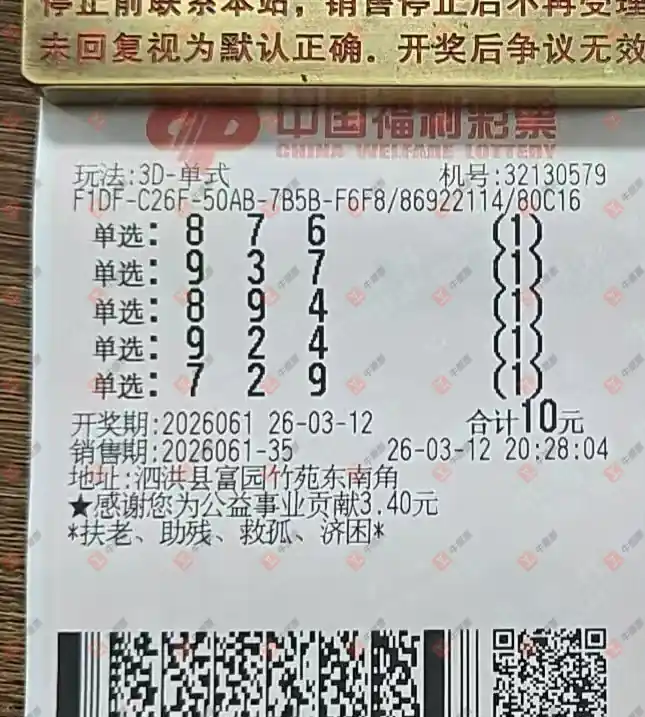 停止前联系本站，销售停止后不再受理
未回复视为默认正确。开奖后争议无效
中国福利彩票
CHINA WELFARE LOTTERY
玩法:3D-单式 机号:32130579
F1DF-C26F-50AB-7B5B-F6F8/86922114/80C16
单选: 8 7 6 (1)
单选: 9 3 7 (1)
单选: 8 9 4 (1)
单选: 9 2 4 (1)
单选: 7 2 9 (1)
开奖期:2026061 26-03-12 合计10元
销售期:2026061-35 26-03-12 20:28:04
地址:泗洪县富园竹苑东南角
★感谢您为公益事业贡献3.40元
*扶老、助残、救孤、济困*